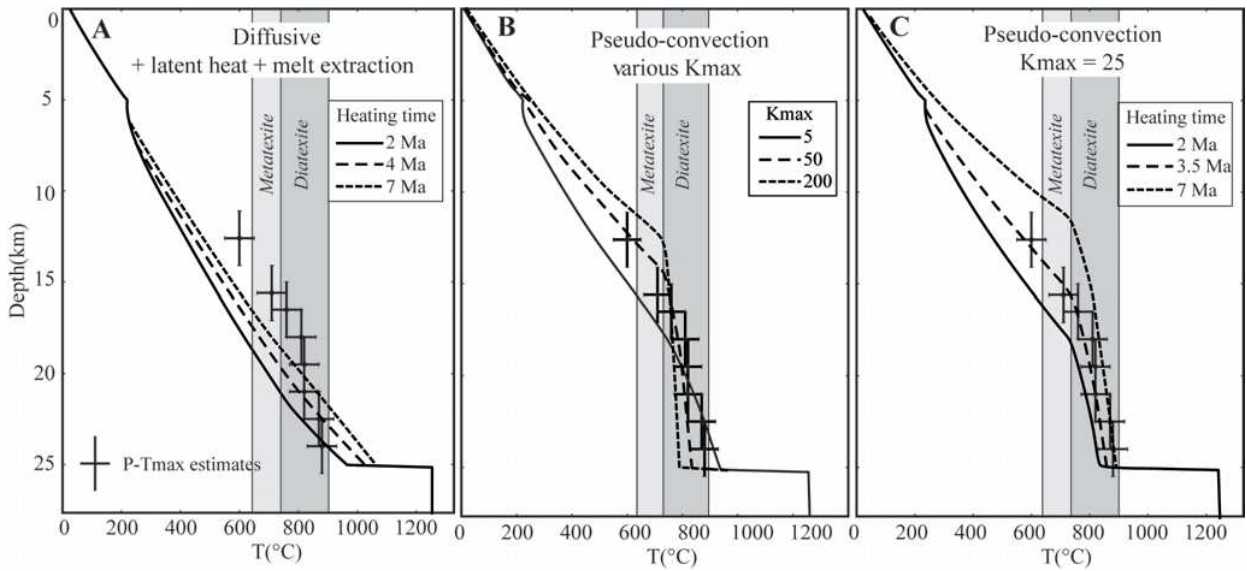 A
Diffusive
+ latent heat + melt extraction
Heating time
2 Ma
4 Ma
7 Ma
Metatexite
Diatexite
P-Tmax estimates
0
5
10
15
20
25
Depth(km)
0
200
400
600
800
1000
1200
T(°C)
B
Pseudo-convection
various Kmax
Kmax
5
50
200
Metatexite
Diatexite
0
200
400
600
800
1000
1200
T(°C)
C
Pseudo-convection
Kmax = 25
Heating time
2 Ma
3.5 Ma
7 Ma
Metatexite
Diatexite
0
200
400
600
800
1000
1200
T(°C)